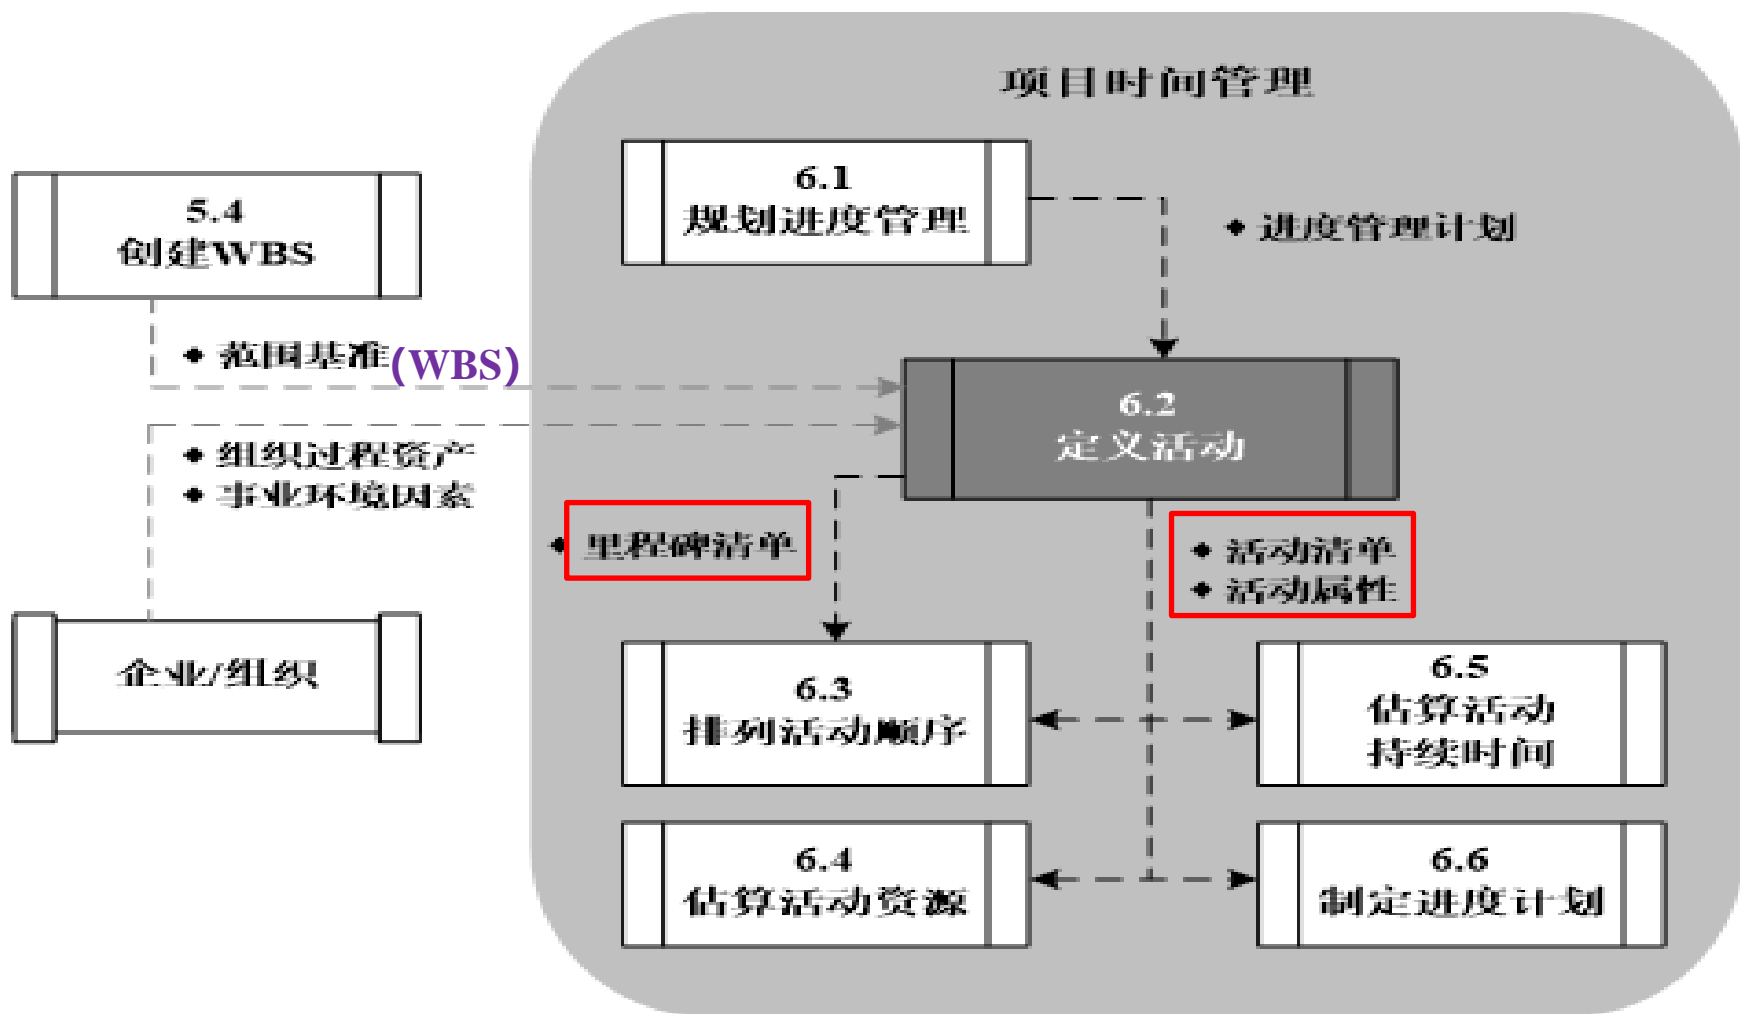 项目时间管理
6.1
规划进度管理
5.4
创建WBS
◆ 进度管理计划
◆ 范围基准(WBS)
6.2
定义活动
◆ 组织过程资产
◆ 事业环境因素
◆ 里程碑清单
◆ 活动清单
◆ 活动属性
企业/组织
6.3
排列活动顺序
6.5
估算活动
持续时间
6.4
估算活动资源
6.6
制定进度计划